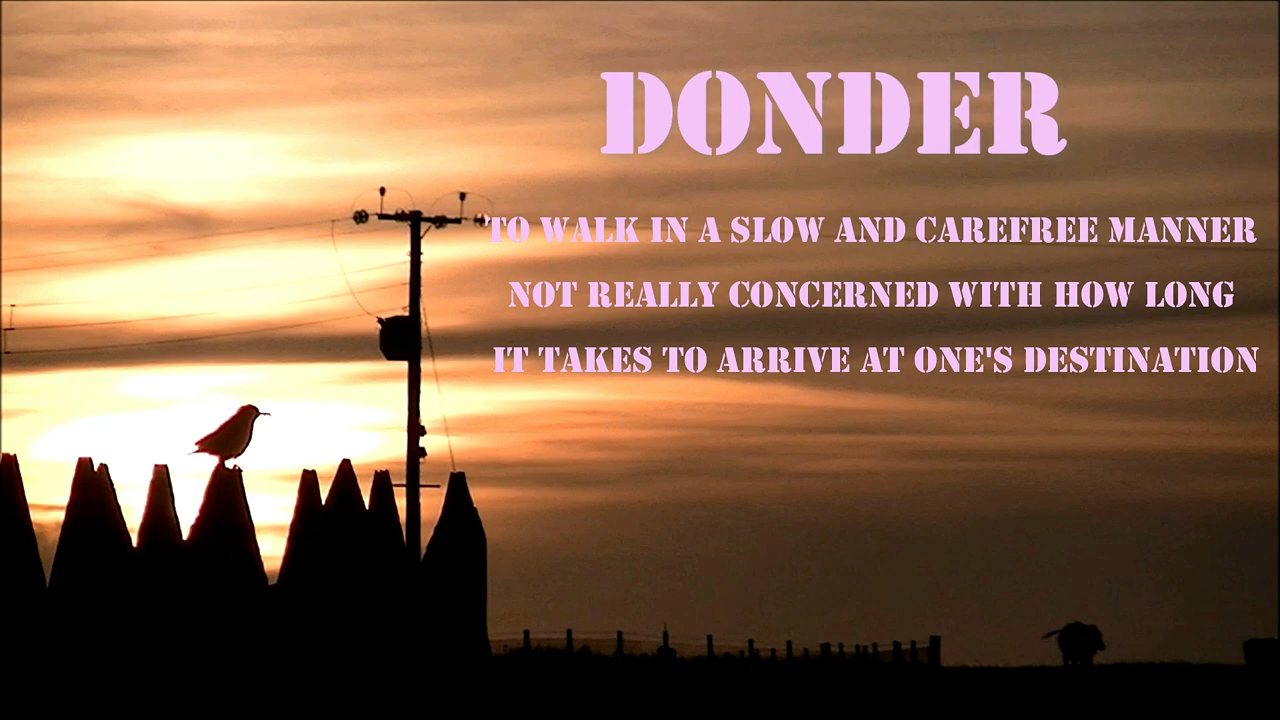 DONDER
TO WALK IN A SLOW AND CAREFREE MANNER
NOT REALLY CONCERNED WITH HOW LONG
IT TAKES TO ARRIVE AT ONE'S DESTINATION